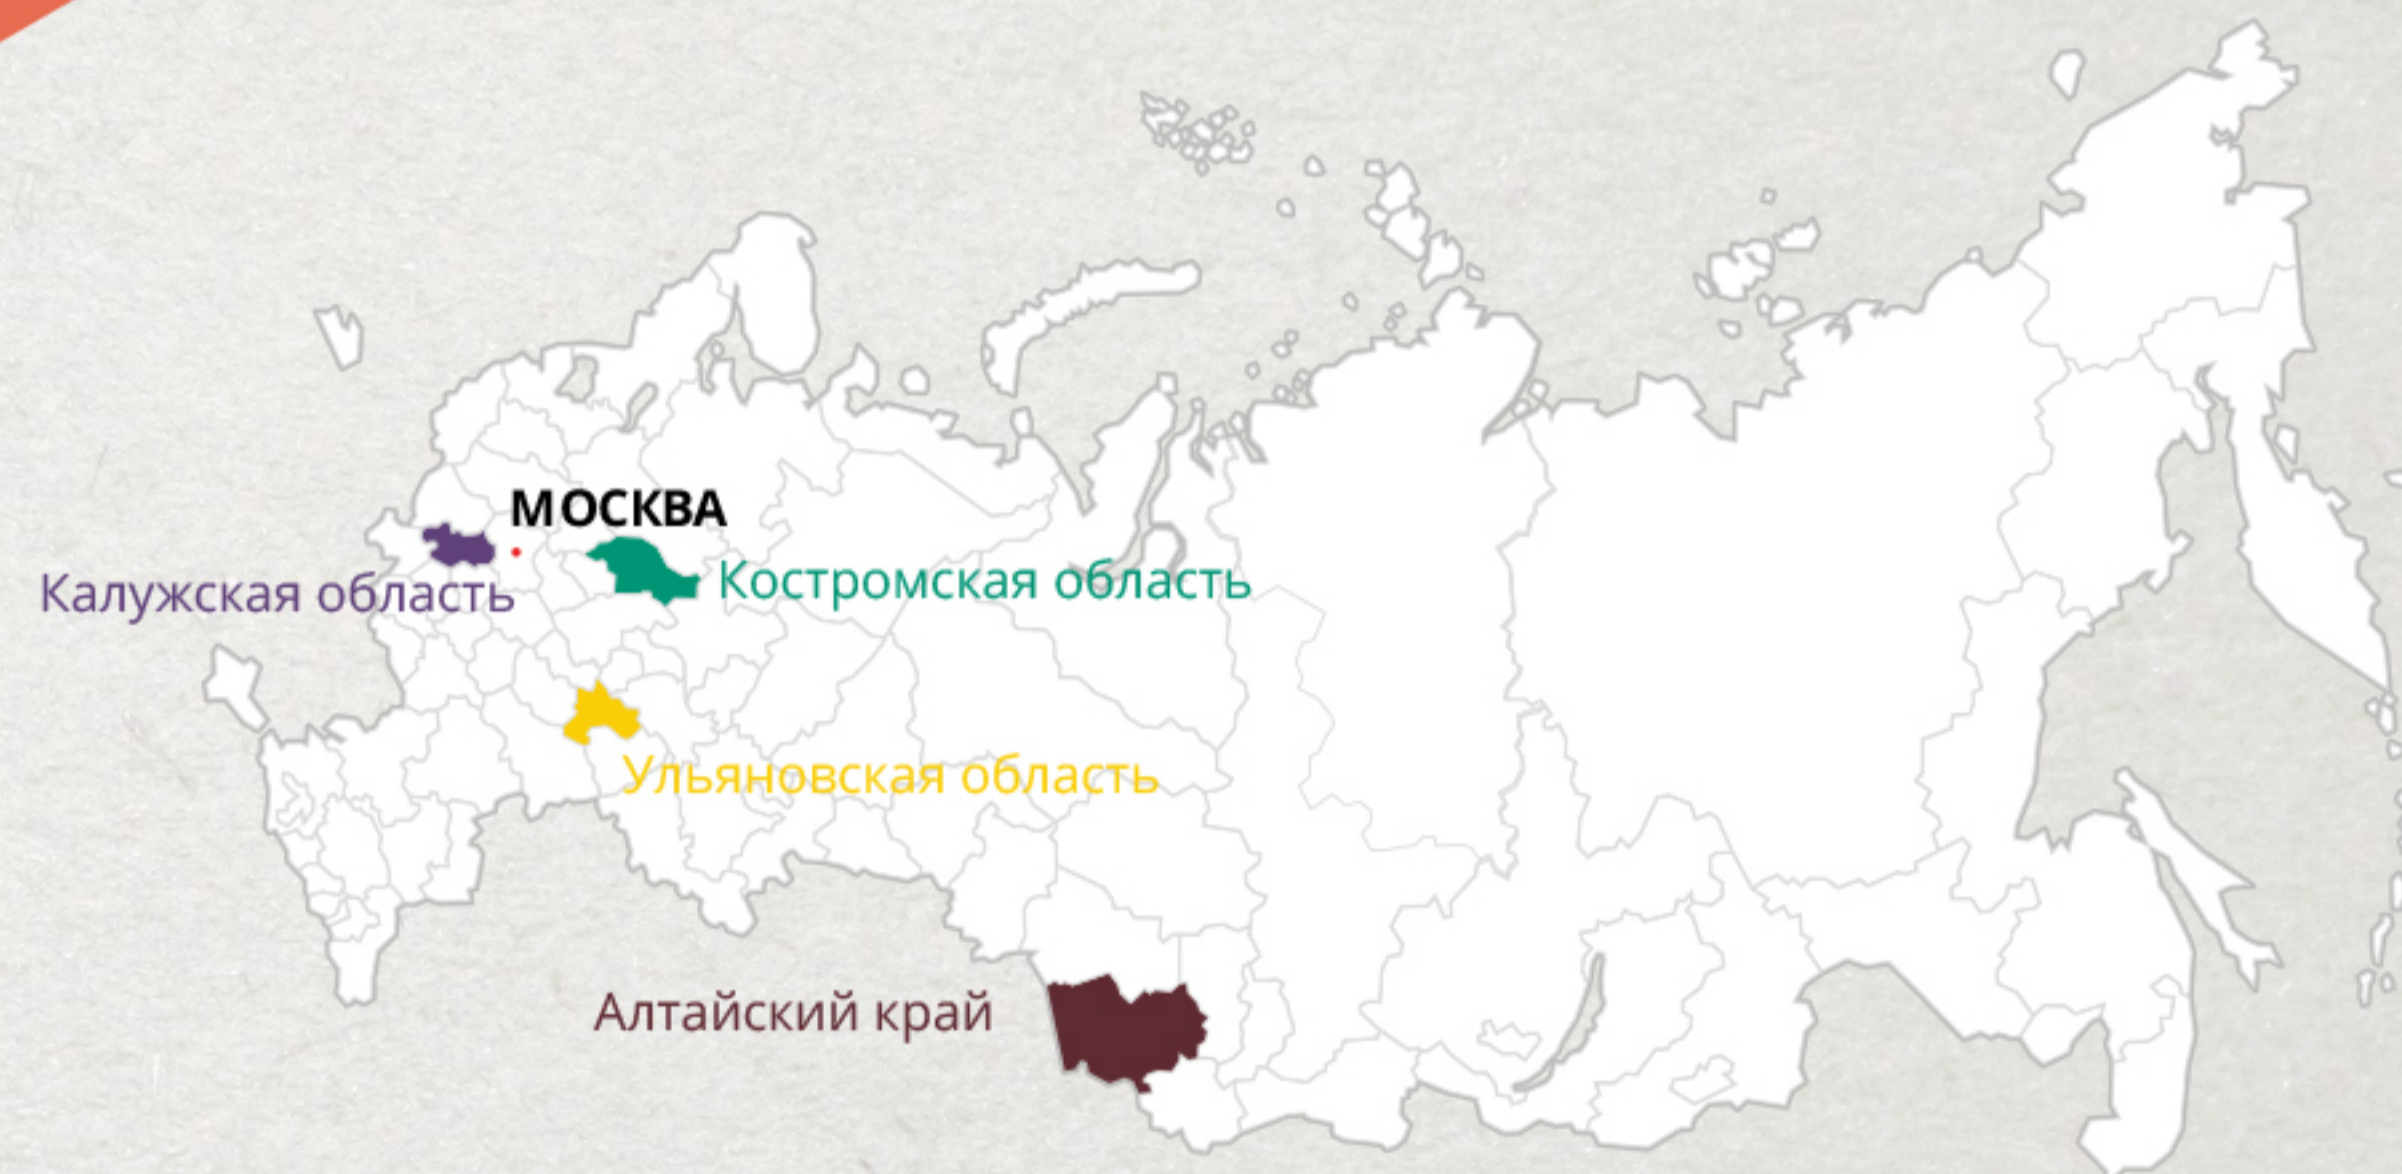 МОСКВА
Костромская область
Калужская область
Ульяновская область
Алтайский край